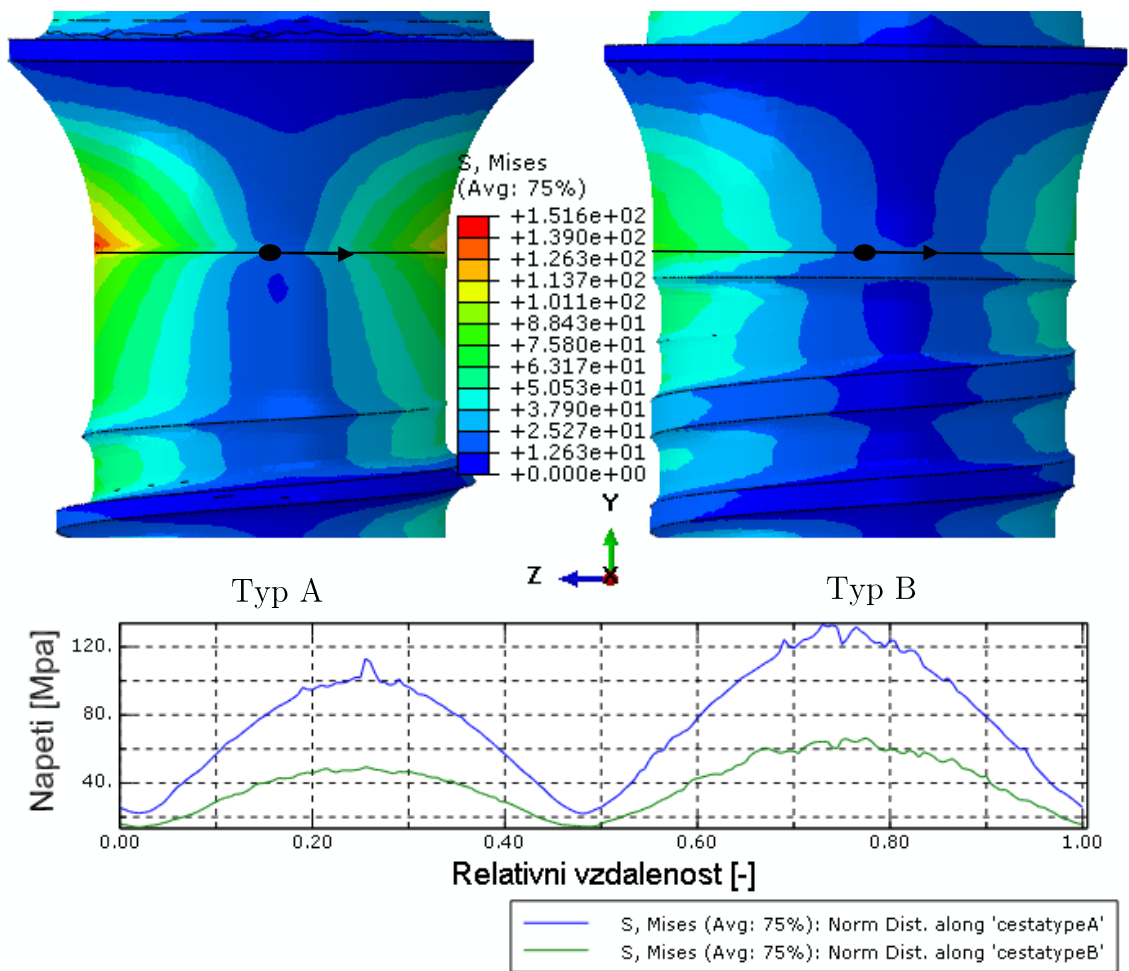 S, Mises
(Avg: 75%)
+1.516e+02
+1.390e+02
+1.263e+02
+1.137e+02
+1.011e+02
+8.843e+01
+7.580e+01
+6.317e+01
+5.053e+01
+3.790e+01
+2.527e+01
+1.263e+01
+0.000e+00
Y
Z
X
Typ A
Typ B
Napeti [Mpa]
120.
80.
40.
0.00 0.20 0.40 0.60 0.80 1.00
Relativni vzdalenost [-]
S, Mises (Avg: 75%): Norm Dist. along 'cestatypeA'
S, Mises (Avg: 75%): Norm Dist. along 'cestatypeB'